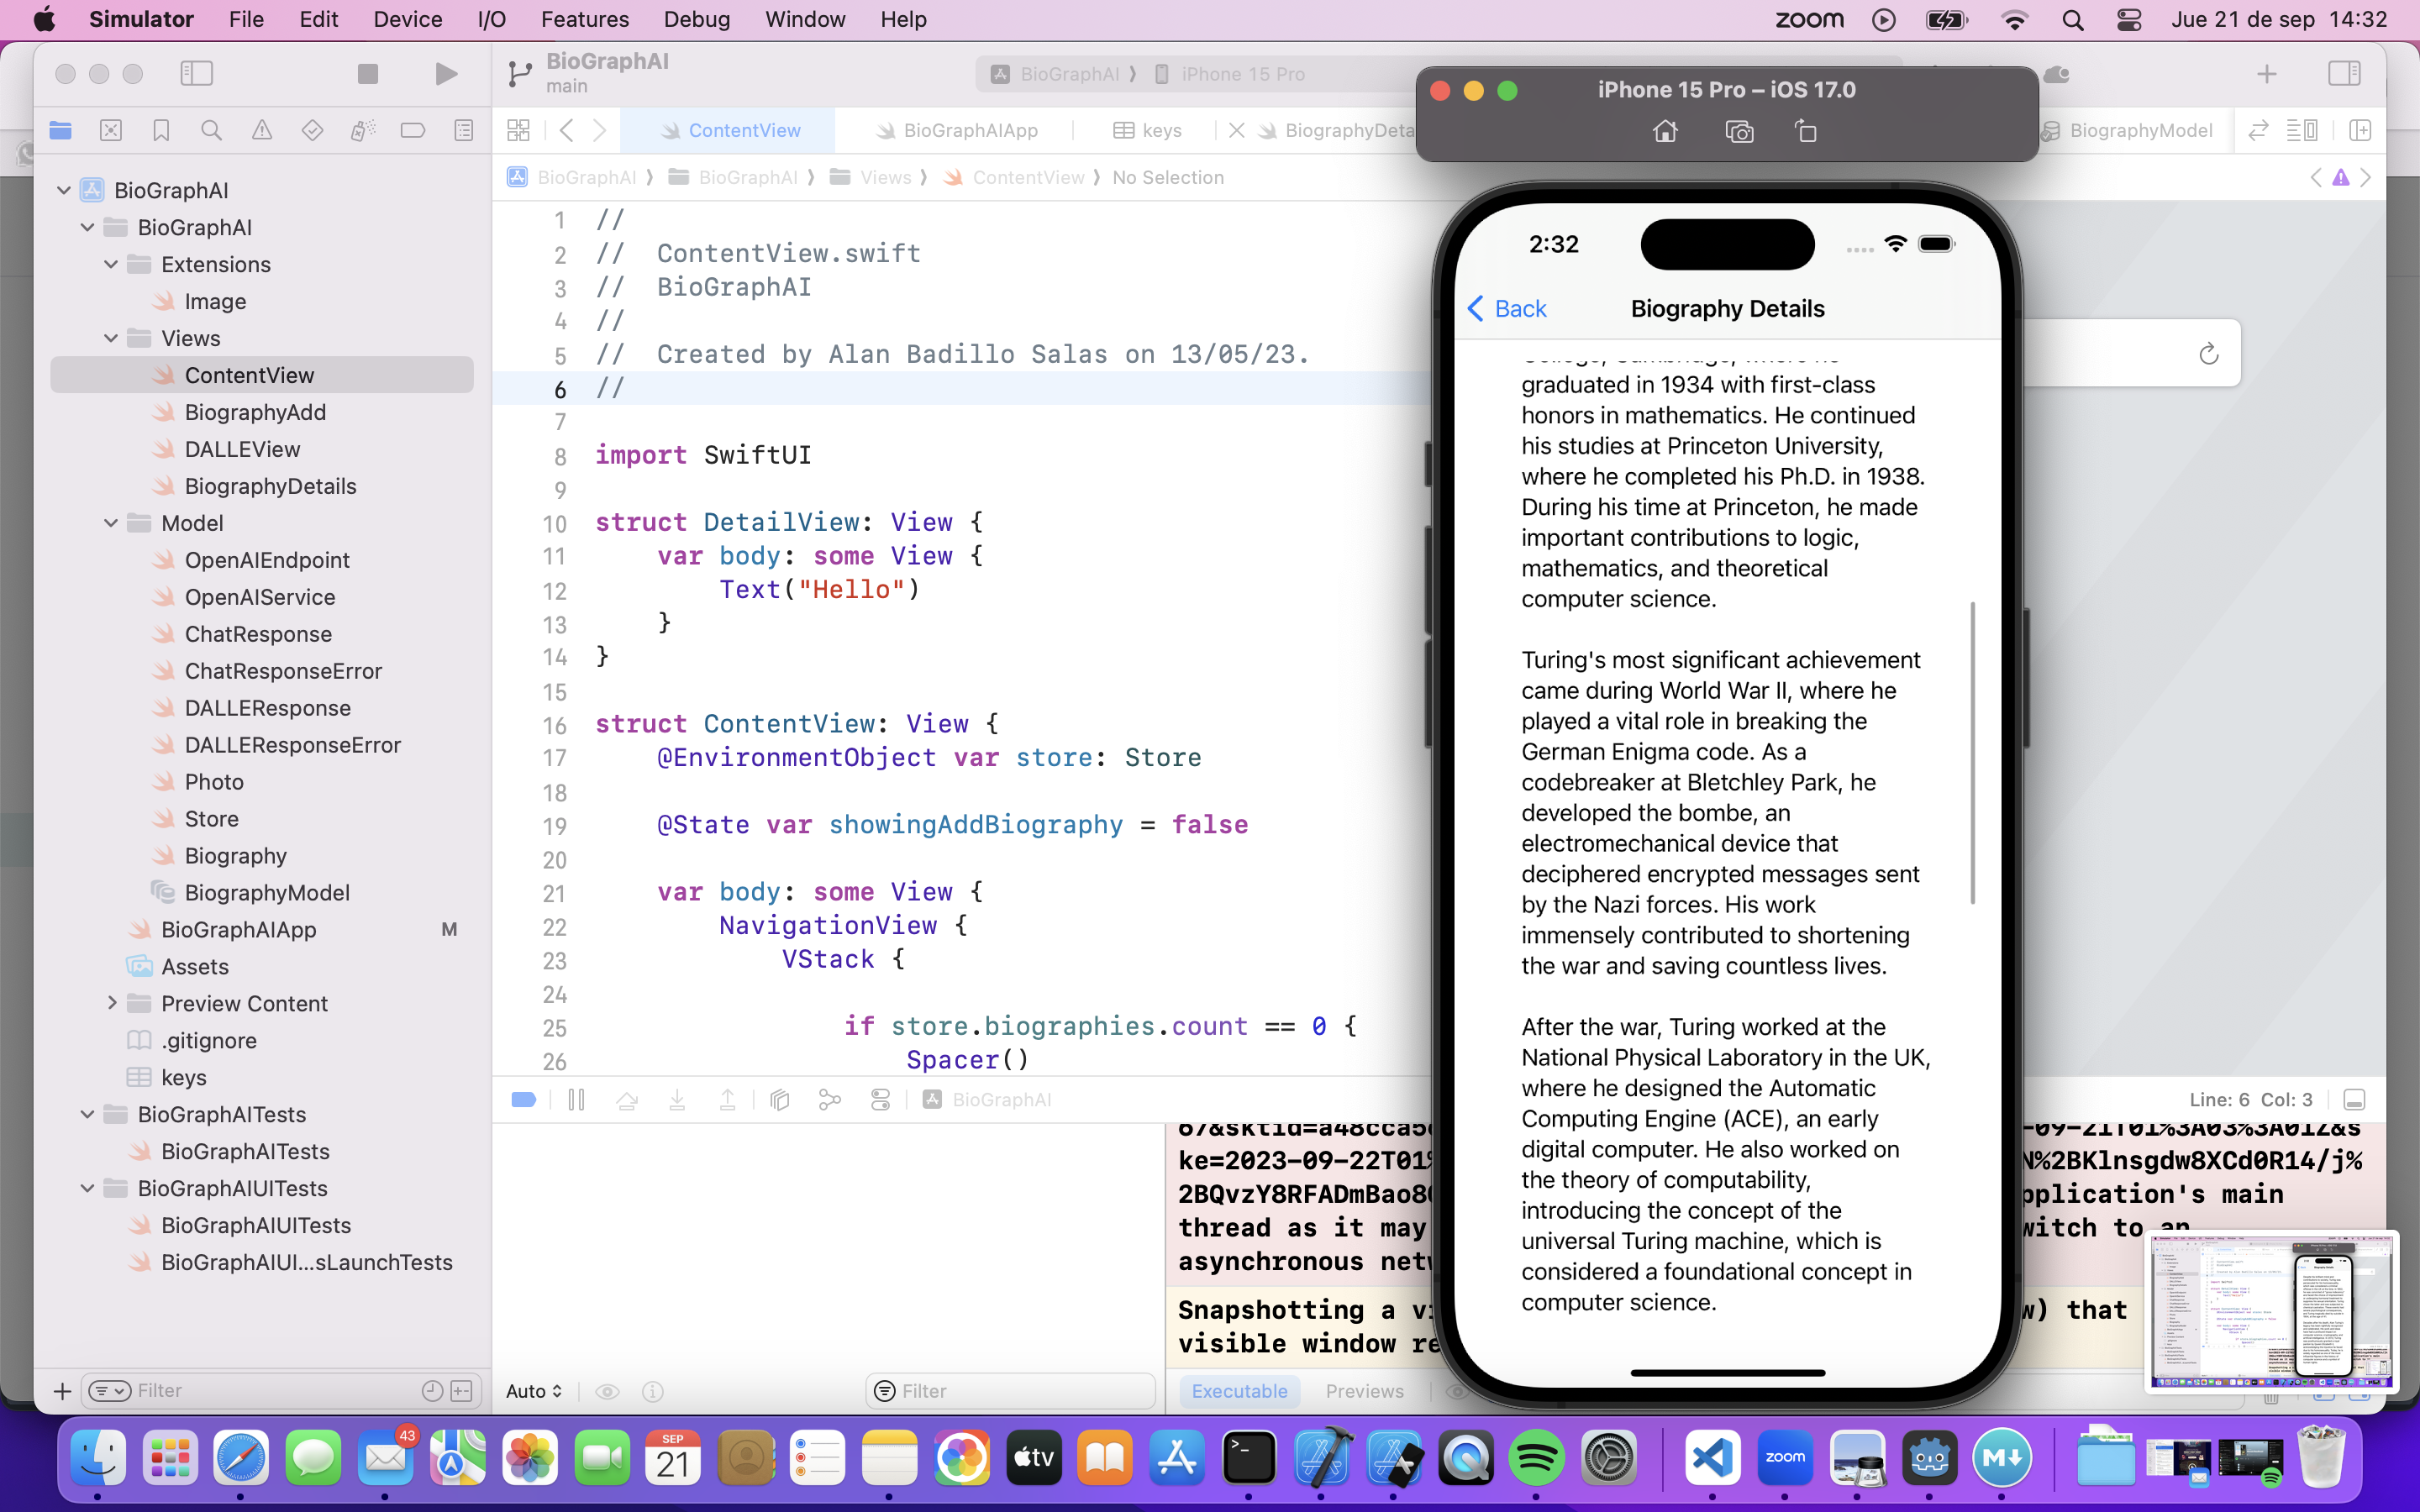 Simulator File Edit Device I/O Features Debug Window Help
zoom Jue 21 de sep 14:32
BioGraphAI
main
BioGraphAI iPhone 15 Pro
iPhone 15 Pro – iOS 17.0
ContentView BioGraphAIApp keys BiographyDeta BiographyModel
BioGraphAI BioGraphAI Views ContentView No Selection
BioGraphAI
BioGraphAI
Extensions
Image
Views
ContentView
BiographyAdd
DALLEView
BiographyDetails
Model
OpenAIEndpoint
OpenAIService
ChatResponse
ChatResponseError
DALLEResponse
DALLEResponseError
Photo
Store
Biography
BiographyModel
BioGraphAIApp M
Assets
Preview Content
.gitignore
keys
BioGraphAITests
BioGraphAITests
BioGraphAIUITests
BioGraphAIUITests
BioGraphAIUI...sLaunchTests
Filter
1 //
2 //  ContentView.swift
3 //  BioGraphAI
4 //
5 //  Created by Alan Badillo Salas on 13/05/23.
6 //
7
8 import SwiftUI
9
10 struct DetailView: View {
11     var body: some View {
12         Text("Hello")
13     }
14 }
15
16 struct ContentView: View {
17     @EnvironmentObject var store: Store
18
19     @State var showingAddBiography = false
20
21     var body: some View {
22         NavigationView {
23             VStack {
24
25                 if store.biographies.count == 0 {
26                     Spacer()
BioGraphAI
Line: 6 Col: 3
67&sktid=a48cca5
-09-21T01%3A03%3A01Z&s
ke=2023-09-22T01%
N%2BKlnsgdw8XCd0R14/j%
2BQvzY8RFADmBao8
pplication's main
thread as it may
witch to an
asynchronous netw
Snapshotting a vi
w) that
visible window re
Auto Filter Executable Previews
2:32
Back Biography Details
College, Cambridge, where he
graduated in 1934 with first-class
honors in mathematics. He continued
his studies at Princeton University,
where he completed his Ph.D. in 1938.
During his time at Princeton, he made
important contributions to logic,
mathematics, and theoretical
computer science.
Turing's most significant achievement
came during World War II, where he
played a vital role in breaking the
German Enigma code. As a
codebreaker at Bletchley Park, he
developed the bombe, an
electromechanical device that
deciphered encrypted messages sent
by the Nazi forces. His work
immensely contributed to shortening
the war and saving countless lives.
After the war, Turing worked at the
National Physical Laboratory in the UK,
where he designed the Automatic
Computing Engine (ACE), an early
digital computer. He also worked on
the theory of computability,
introducing the concept of the
universal Turing machine, which is
considered a foundational concept in
computer science.
43
SEP
21
tv
zoom